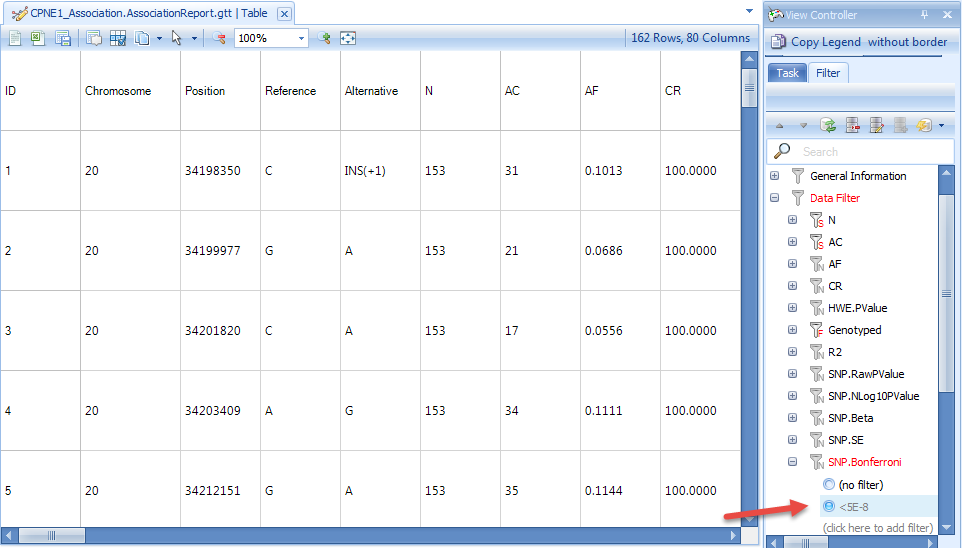 CPNE1_Association.AssociationReport.gtt | Table
100%
162 Rows, 80 Columns
ID Chromosome Position Reference Alternative N AC AF CR
1 20 34198350 C INS(+1) 153 31 0.1013 100.0000
2 20 34199977 G A 153 21 0.0686 100.0000
3 20 34201820 C A 153 17 0.0556 100.0000
4 20 34203409 A G 153 34 0.1111 100.0000
5 20 34212151 G A 153 35 0.1144 100.0000
View Controller
Copy Legend without border
Task Filter
Search
General Information
Data Filter
N
AC
AF
CR
HWE.PValue
Genotyped
R2
SNP.RawPValue
SNP.NLog10PValue
SNP.Beta
SNP.SE
SNP.Bonferroni
(no filter)
<5E-8
(click here to add filter)